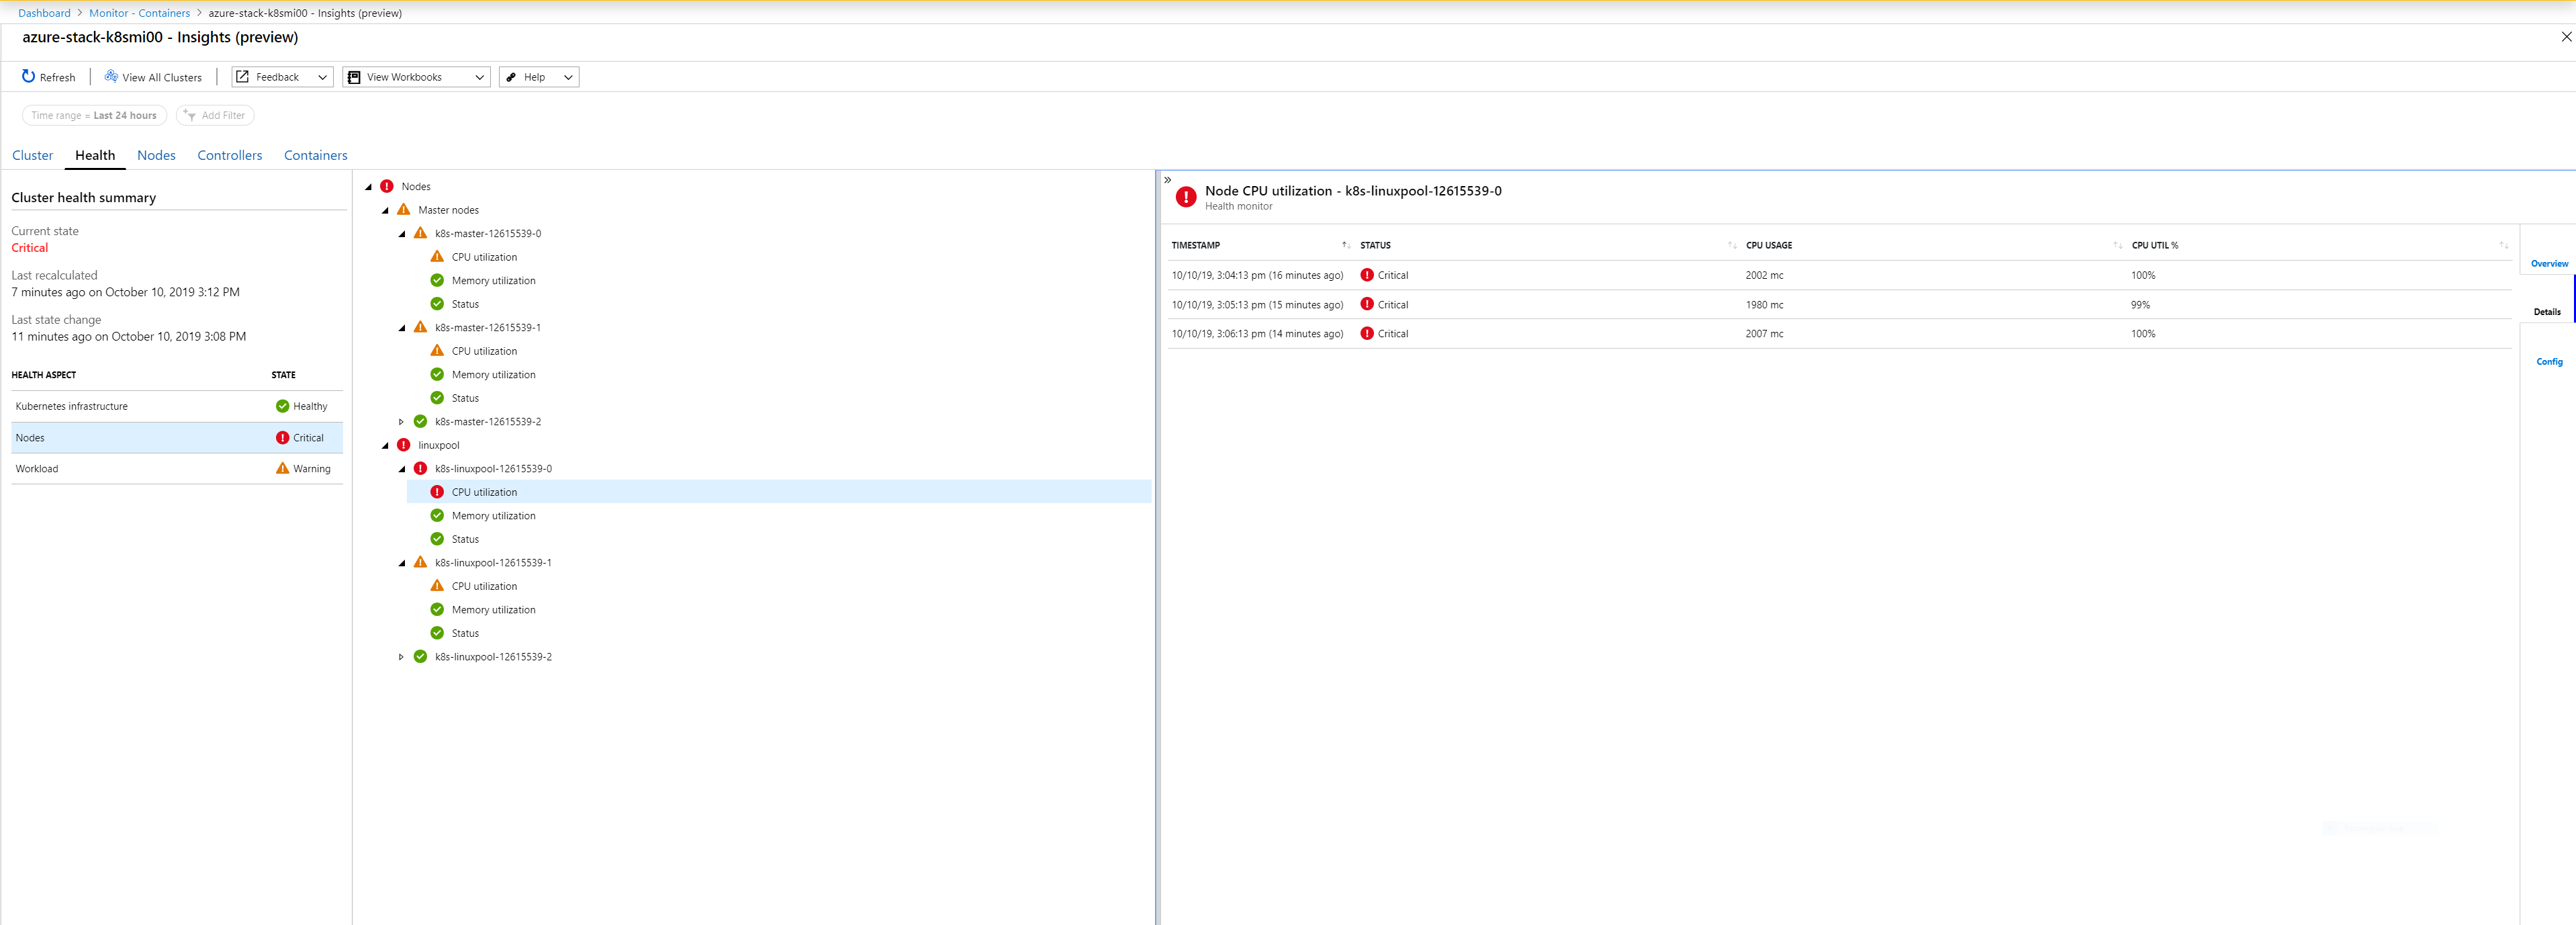 Dashboard > Monitor - Containers > azure-stack-k8smi00 - Insights (preview)
azure-stack-k8smi00 - Insights (preview)
Refresh View All Clusters Feedback View Workbooks Help
Time range = Last 24 hours Add Filter
Cluster Health Nodes Controllers Containers
Cluster health summary
Current state
Critical
Last recalculated
7 minutes ago on October 10, 2019 3:12 PM
Last state change
11 minutes ago on October 10, 2019 3:08 PM
HEALTH ASPECT STATE
Kubernetes infrastructure Healthy
Nodes Critical
Workload Warning
Nodes
Master nodes
k8s-master-12615539-0
CPU utilization
Memory utilization
Status
k8s-master-12615539-1
CPU utilization
Memory utilization
Status
k8s-master-12615539-2
linuxpool
k8s-linuxpool-12615539-0
CPU utilization
Memory utilization
Status
k8s-linuxpool-12615539-1
CPU utilization
Memory utilization
Status
k8s-linuxpool-12615539-2
Node CPU utilization - k8s-linuxpool-12615539-0
Health monitor
TIMESTAMP STATUS CPU USAGE CPU UTIL %
10/10/19, 3:04:13 pm (16 minutes ago) Critical 2002 mc 100%
10/10/19, 3:05:13 pm (15 minutes ago) Critical 1980 mc 99%
10/10/19, 3:06:13 pm (14 minutes ago) Critical 2007 mc 100%
Overview
Details
Config